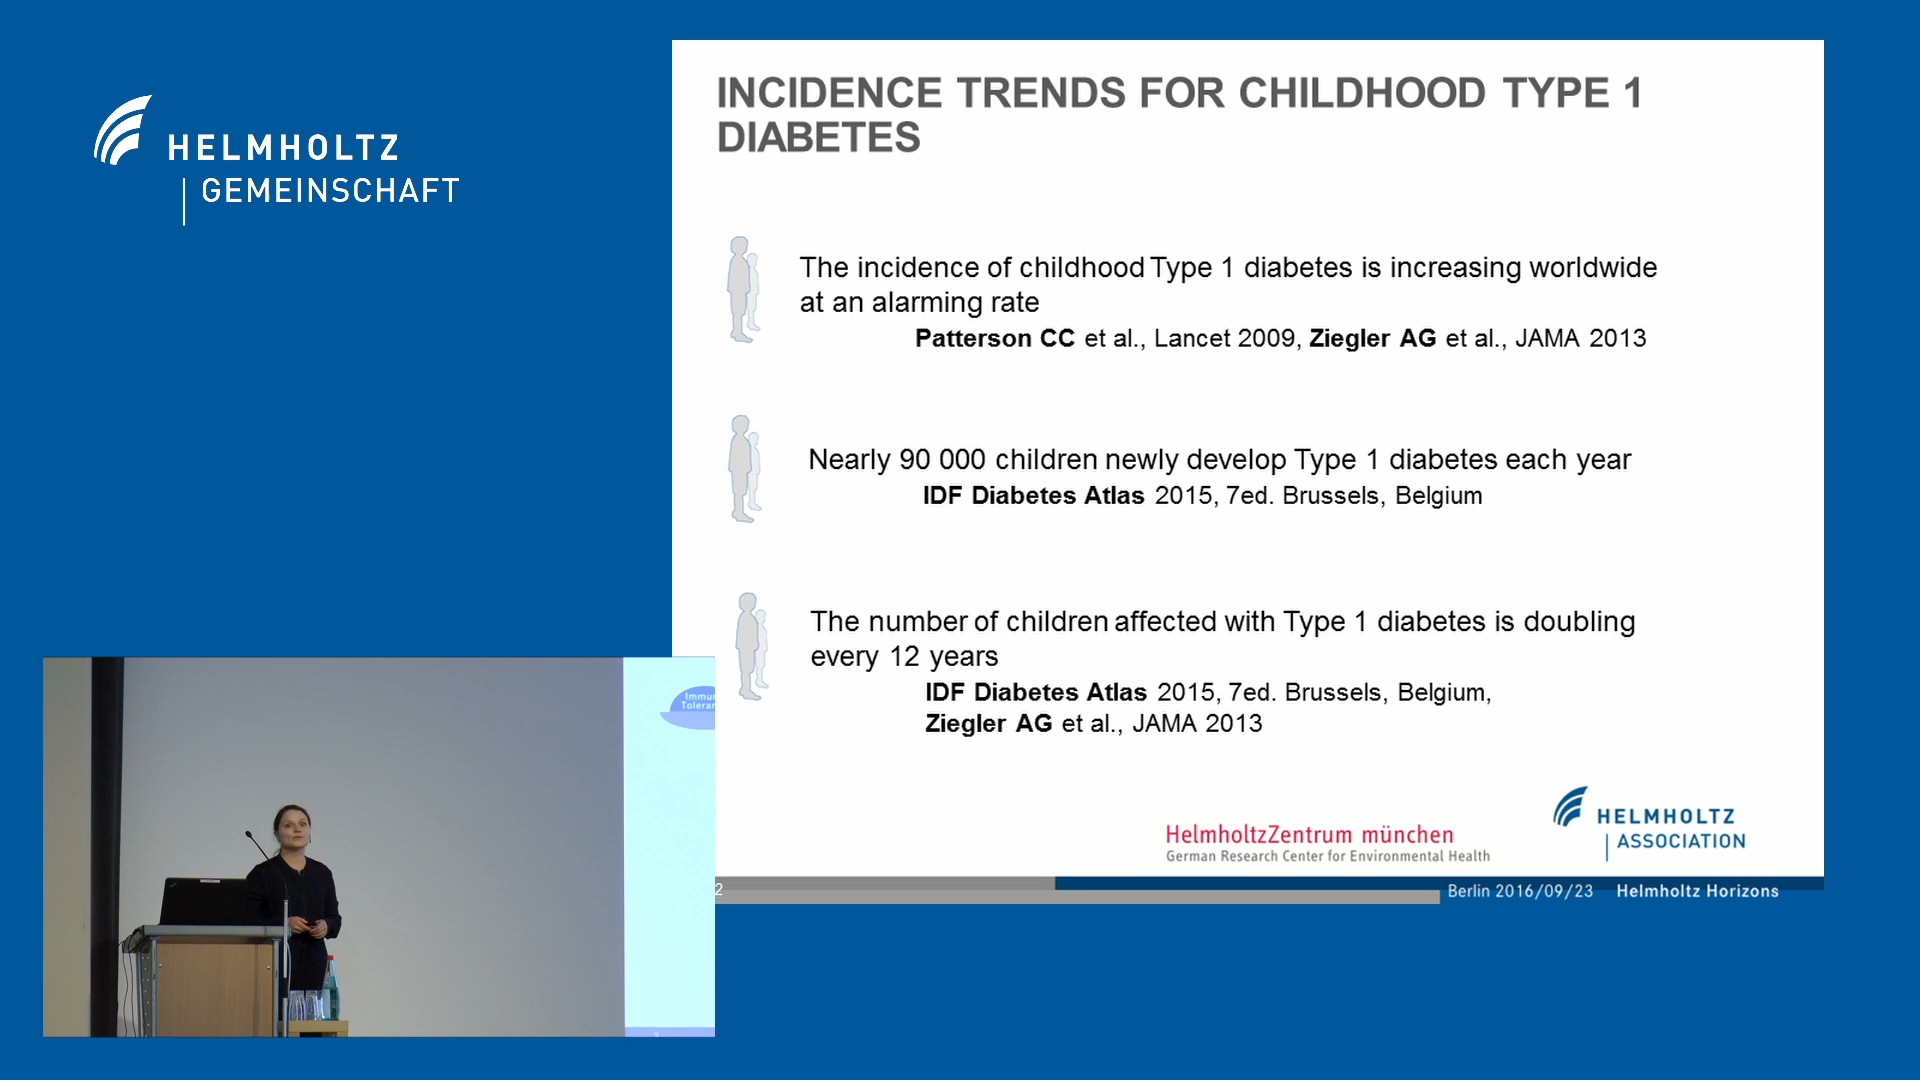 HELMHOLTZ
GEMEINSCHAFT
INCIDENCE TRENDS FOR CHILDHOOD TYPE 1
DIABETES
The incidence of childhood Type 1 diabetes is increasing worldwide
at an alarming rate
Patterson CC et al., Lancet 2009, Ziegler AG et al., JAMA 2013
Nearly 90 000 children newly develop Type 1 diabetes each year
IDF Diabetes Atlas 2015, 7ed. Brussels, Belgium
The number of children affected with Type 1 diabetes is doubling
every 12 years
IDF Diabetes Atlas 2015, 7ed. Brussels, Belgium,
Ziegler AG et al., JAMA 2013
HelmholtzZentrum münchen
German Research Center for Environmental Health
HELMHOLTZ
ASSOCIATION
2
Berlin 2016/09/23 Helmholtz Horizons
Immu
Tolerar